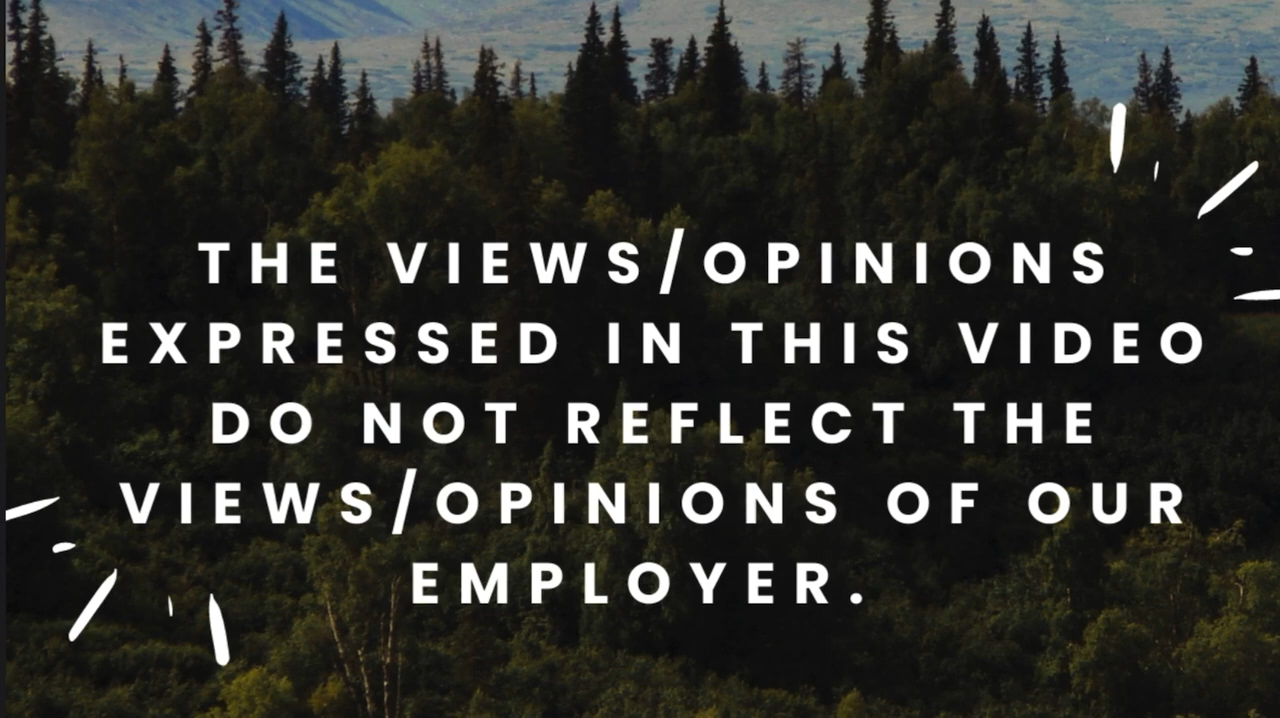 THE VIEWS/OPINIONS
EXPRESSED IN THIS VIDEO
DO NOT REFLECT THE
VIEWS/OPINIONS OF OUR
EMPLOYER.